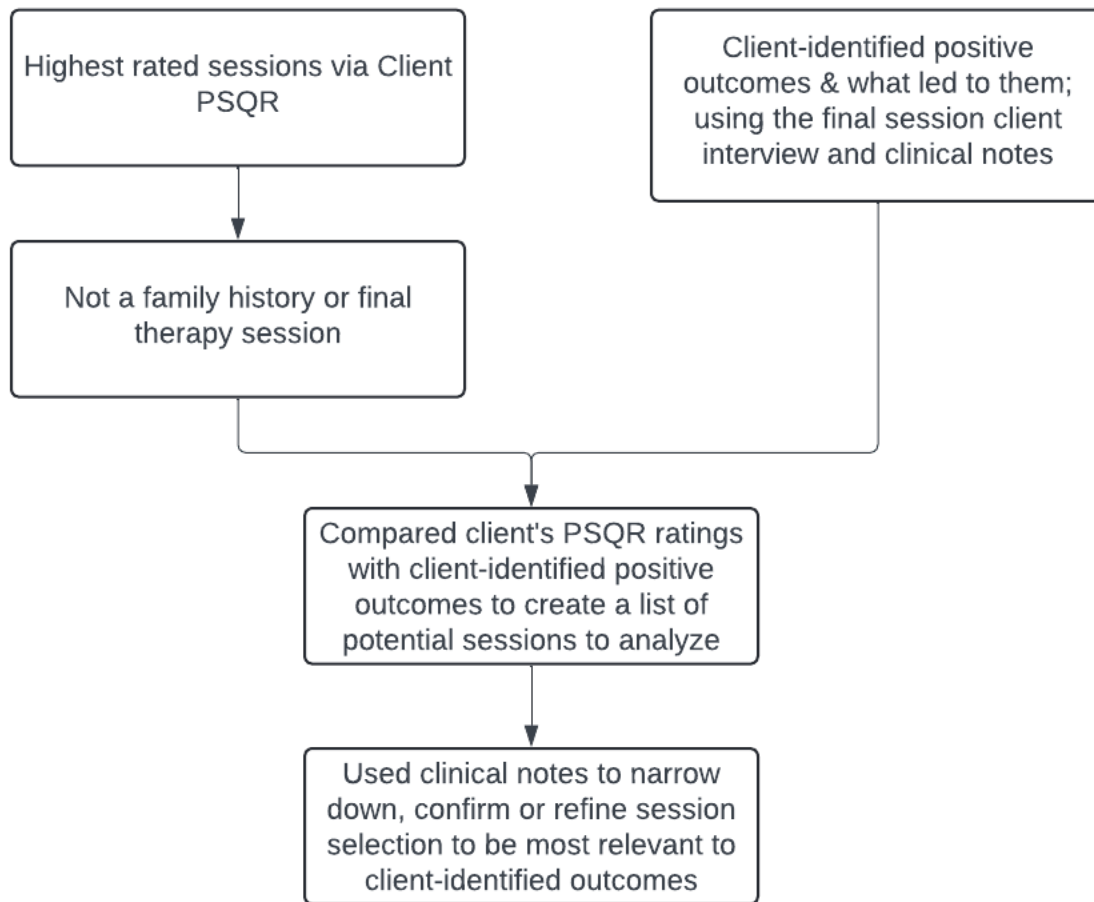 Highest rated sessions via Client
PSQR
Client-identified positive
outcomes & what led to them;
using the final session client
interview and clinical notes
Not a family history or final
therapy session
Compared client's PSQR ratings
with client-identified positive
outcomes to create a list of
potential sessions to analyze
Used clinical notes to narrow
down, confirm or refine session
selection to be most relevant to
client-identified outcomes